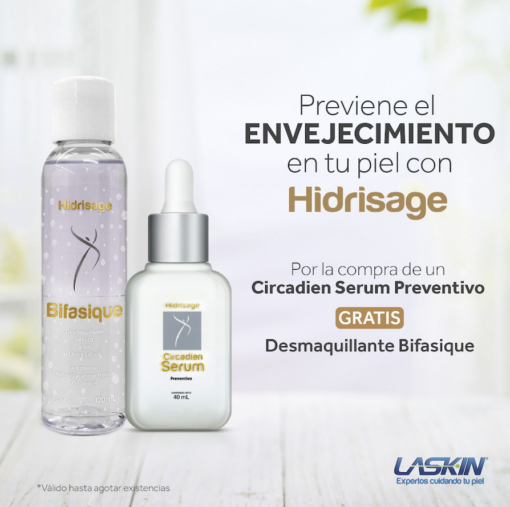 Previene el
ENVEJECIMIENTO
en tu piel con
Hidrisage
Por la compra de un
Circadien Serum Preventivo
GRATIS
Desmaquillante Bifasique
Hidrisage
Bifasique
Hidrisage
Circadien
Serum
Preventivo
40 mL
LASKIN
Expertos cuidando tu piel
*Válido hasta agotar existencias